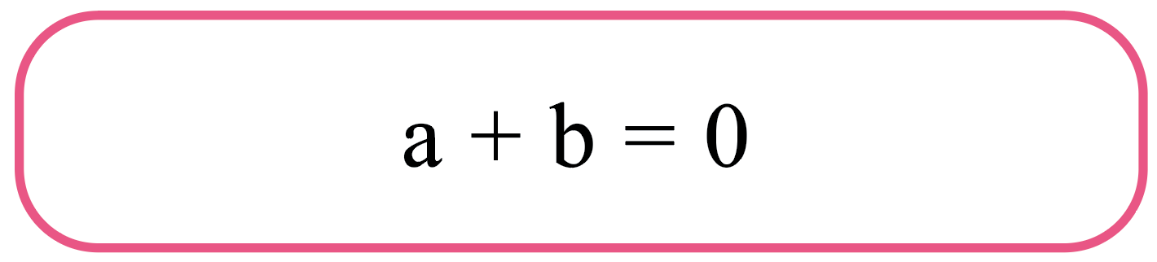 a + b = 0